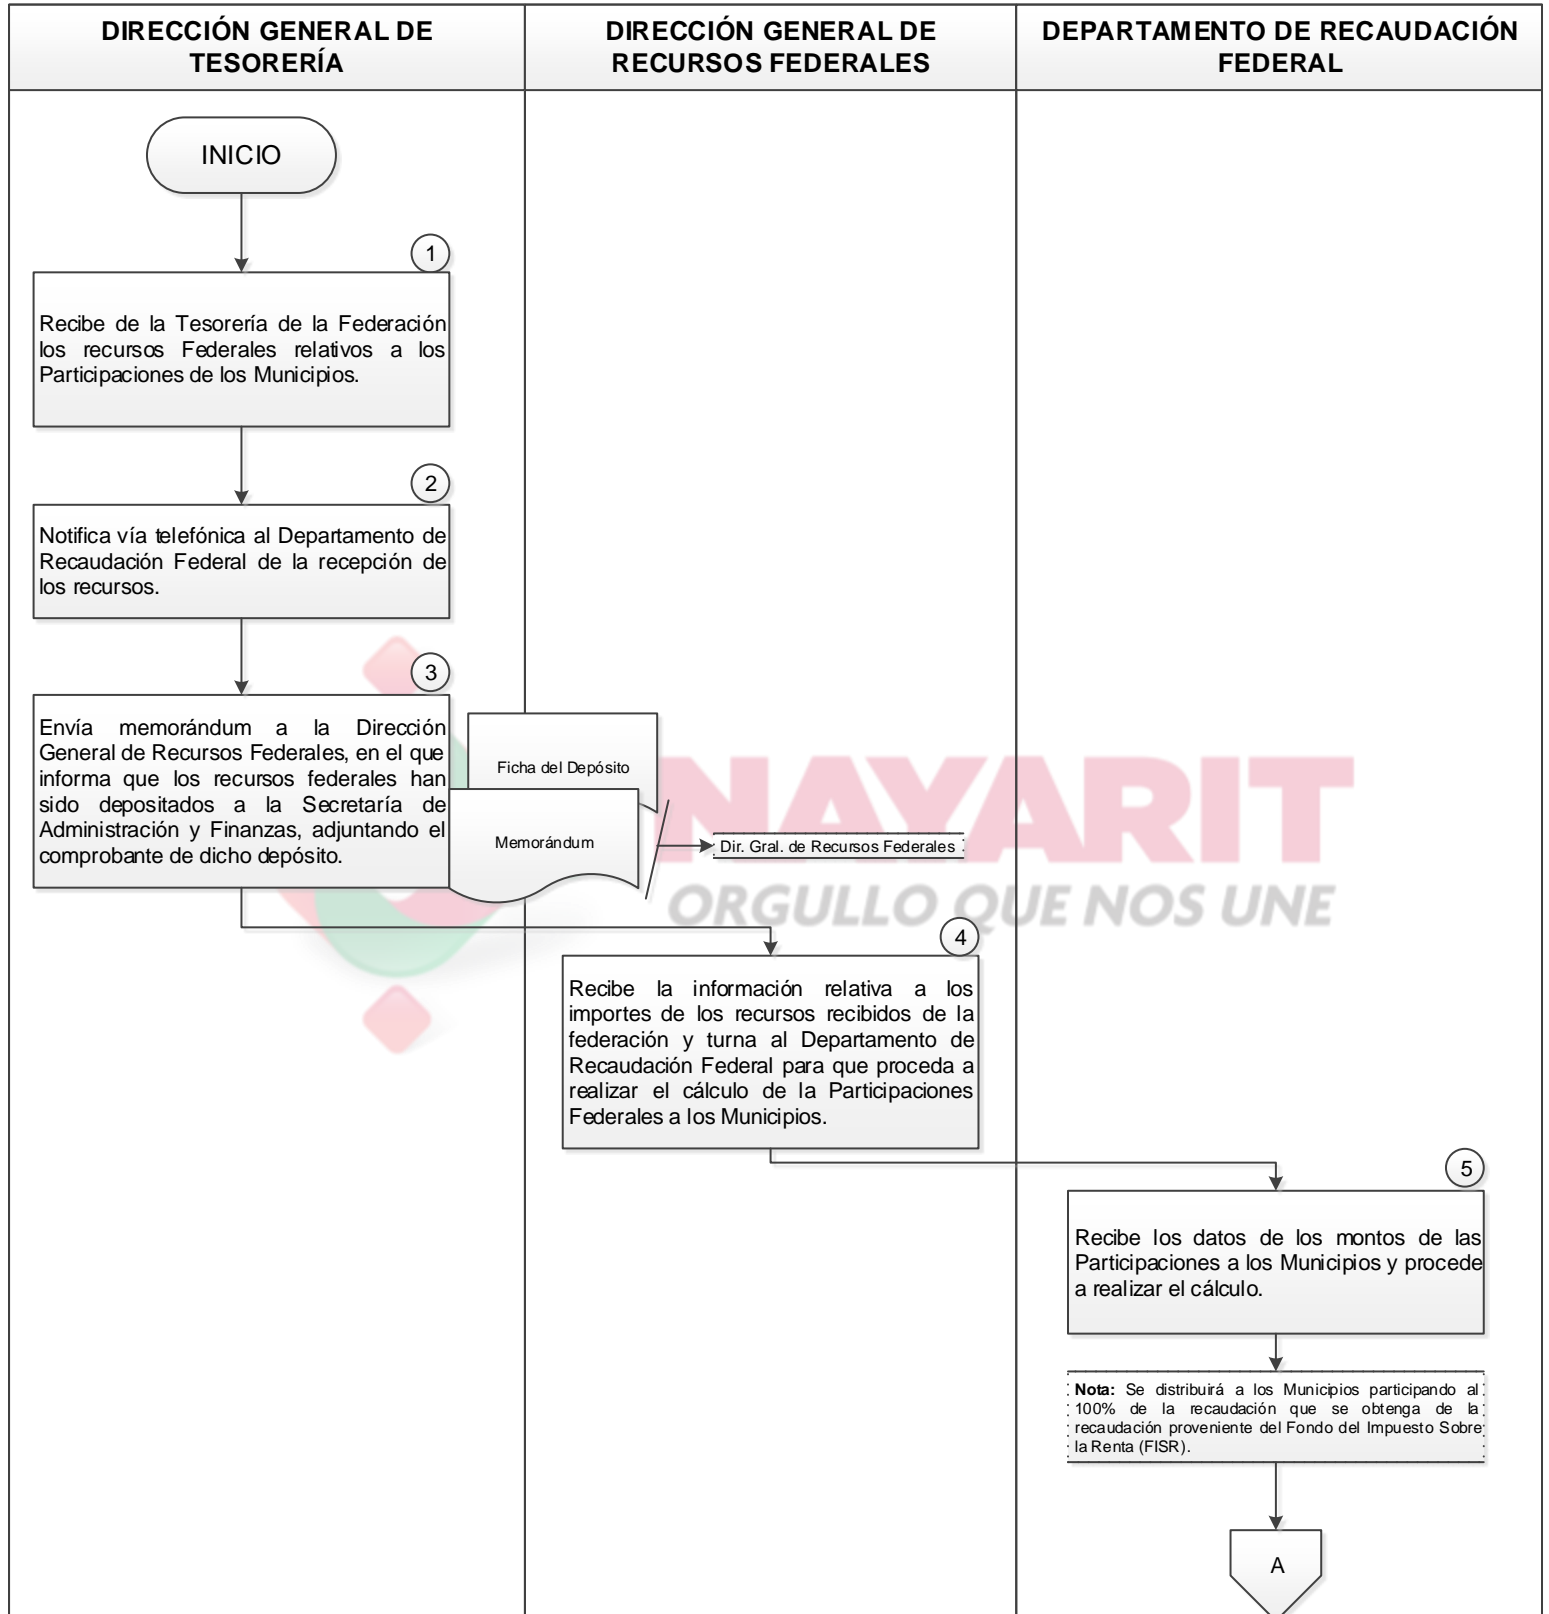 DIRECCIÓN GENERAL DE
TESORERÍA
DIRECCIÓN GENERAL DE
RECURSOS FEDERALES
DEPARTAMENTO DE RECAUDACIÓN
FEDERAL
INICIO
1
Recibe de la Tesorería de la Federación
los recursos Federales relativos a los
Participaciones de los Municipios.
2
Notifica vía telefónica al Departamento de
Recaudación Federal de la recepción de
los recursos.
3
Envía memorándum a la Dirección
General de Recursos Federales, en el que
informa que los recursos federales han
sido depositados a la Secretaría de
Administración y Finanzas, adjuntando el
comprobante de dicho depósito.
Ficha del Depósito
Memorándum
Dir. Gral. de Recursos Federales
NAYARIT
ORGULLO QUE NOS UNE
4
Recibe la información relativa a los
importes de los recursos recibidos de la
federación y turna al Departamento de
Recaudación Federal para que proceda a
realizar el cálculo de la Participaciones
Federales a los Municipios.
5
Recibe los datos de los montos de las
Participaciones a los Municipios y procede
a realizar el cálculo.
Nota: Se distribuirá a los Municipios participando al
100% de la recaudación que se obtenga de la
recaudación proveniente del Fondo del Impuesto Sobre
la Renta (FISR).
A